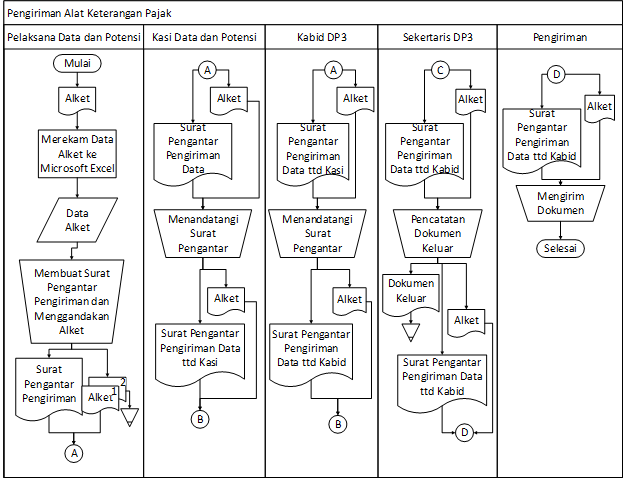 Pengiriman Alat Keterangan Pajak
Pelaksana Data dan Potensi
Kasi Data dan Potensi
Kabid DP3
Sekertaris DP3
Pengiriman
Mulai
Alket
Merekam Data
Alket ke
Microsoft Excel
Data
Alket
Membuat Surat
Pengantar
Pengiriman dan
Menggandakan
Alket
Surat
Pengantar
Pengiriman
2
1
Alket
A
A
Alket
Surat
Pengantar
Pengiriman
Data
Menandatangi
Surat
Pengantar
Alket
Surat Pengantar
Pengiriman Data
ttd Kasi
B
A
Alket
Surat
Pengantar
Pengiriman
Data ttd Kasi
Menandatangi
Surat
Pengantar
Alket
Surat Pengantar
Pengiriman
Data ttd Kabid
B
C
Alket
Surat
Pengantar
Pengiriman
Data ttd Kabid
Pencatatan
Dokumen
Keluar
Dokumen
Keluar
Alket
Surat Pengantar
Pengiriman Data
ttd Kabid
D
D
Alket
Surat
Pengantar
Pengiriman
Data ttd Kabid
Mengirim
Dokumen
Selesai